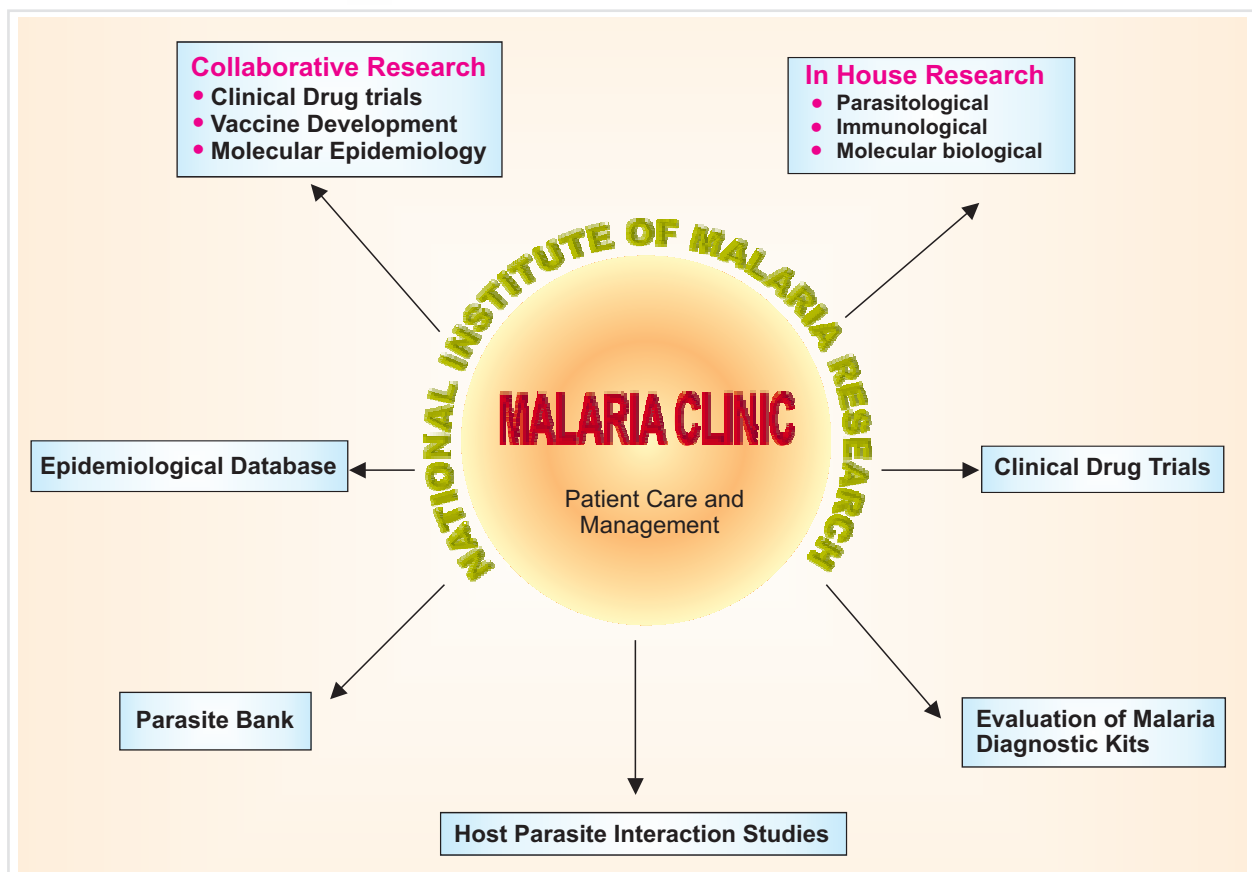 Collaborative Research
• Clinical Drug trials
• Vaccine Development
• Molecular Epidemiology
In House Research
• Parasitological
• Immunological
• Molecular biological
NATIONAL INSTITUTE OF MALARIA RESEARCH
MALARIA CLINIC
Patient Care and
Management
Epidemiological Database
Clinical Drug Trials
Parasite Bank
Evaluation of Malaria
Diagnostic Kits
Host Parasite Interaction Studies